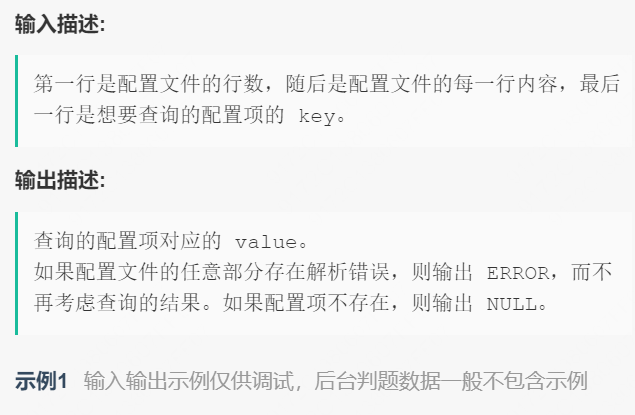 输入描述:
第一行是配置文件的行数，随后是配置文件的每一行内容，最后
一行是想要查询的配置项的 key。
输出描述:
查询的配置项对应的 value。
如果配置文件的任意部分存在解析错误，则输出 ERROR，而不
再考虑查询的结果。如果配置项不存在，则输出 NULL。
示例1 输入输出示例仅供调试，后台判题数据一般不包含示例